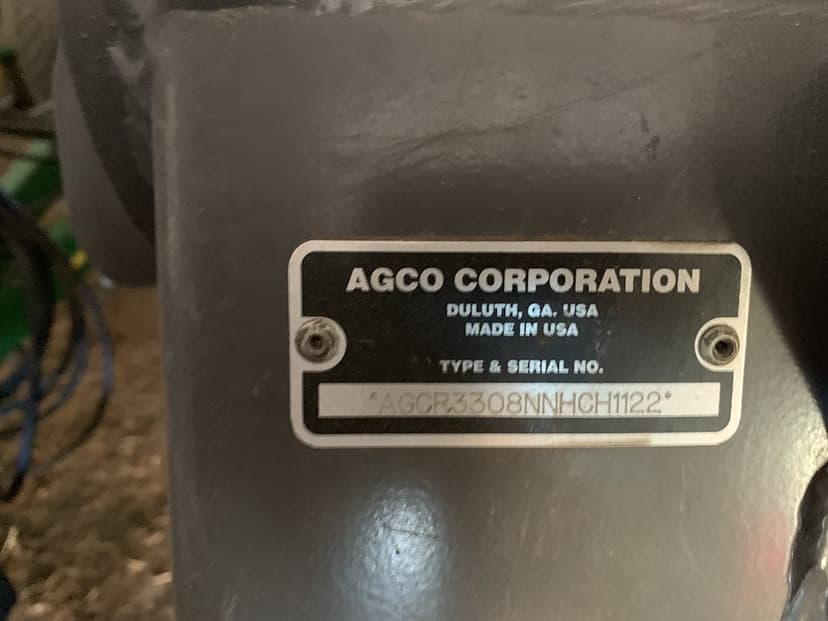 AGCO CORPORATION
DULUTH, GA. USA
MADE IN USA
TYPE & SERIAL NO.
*AGCR3308NNHCH1122*